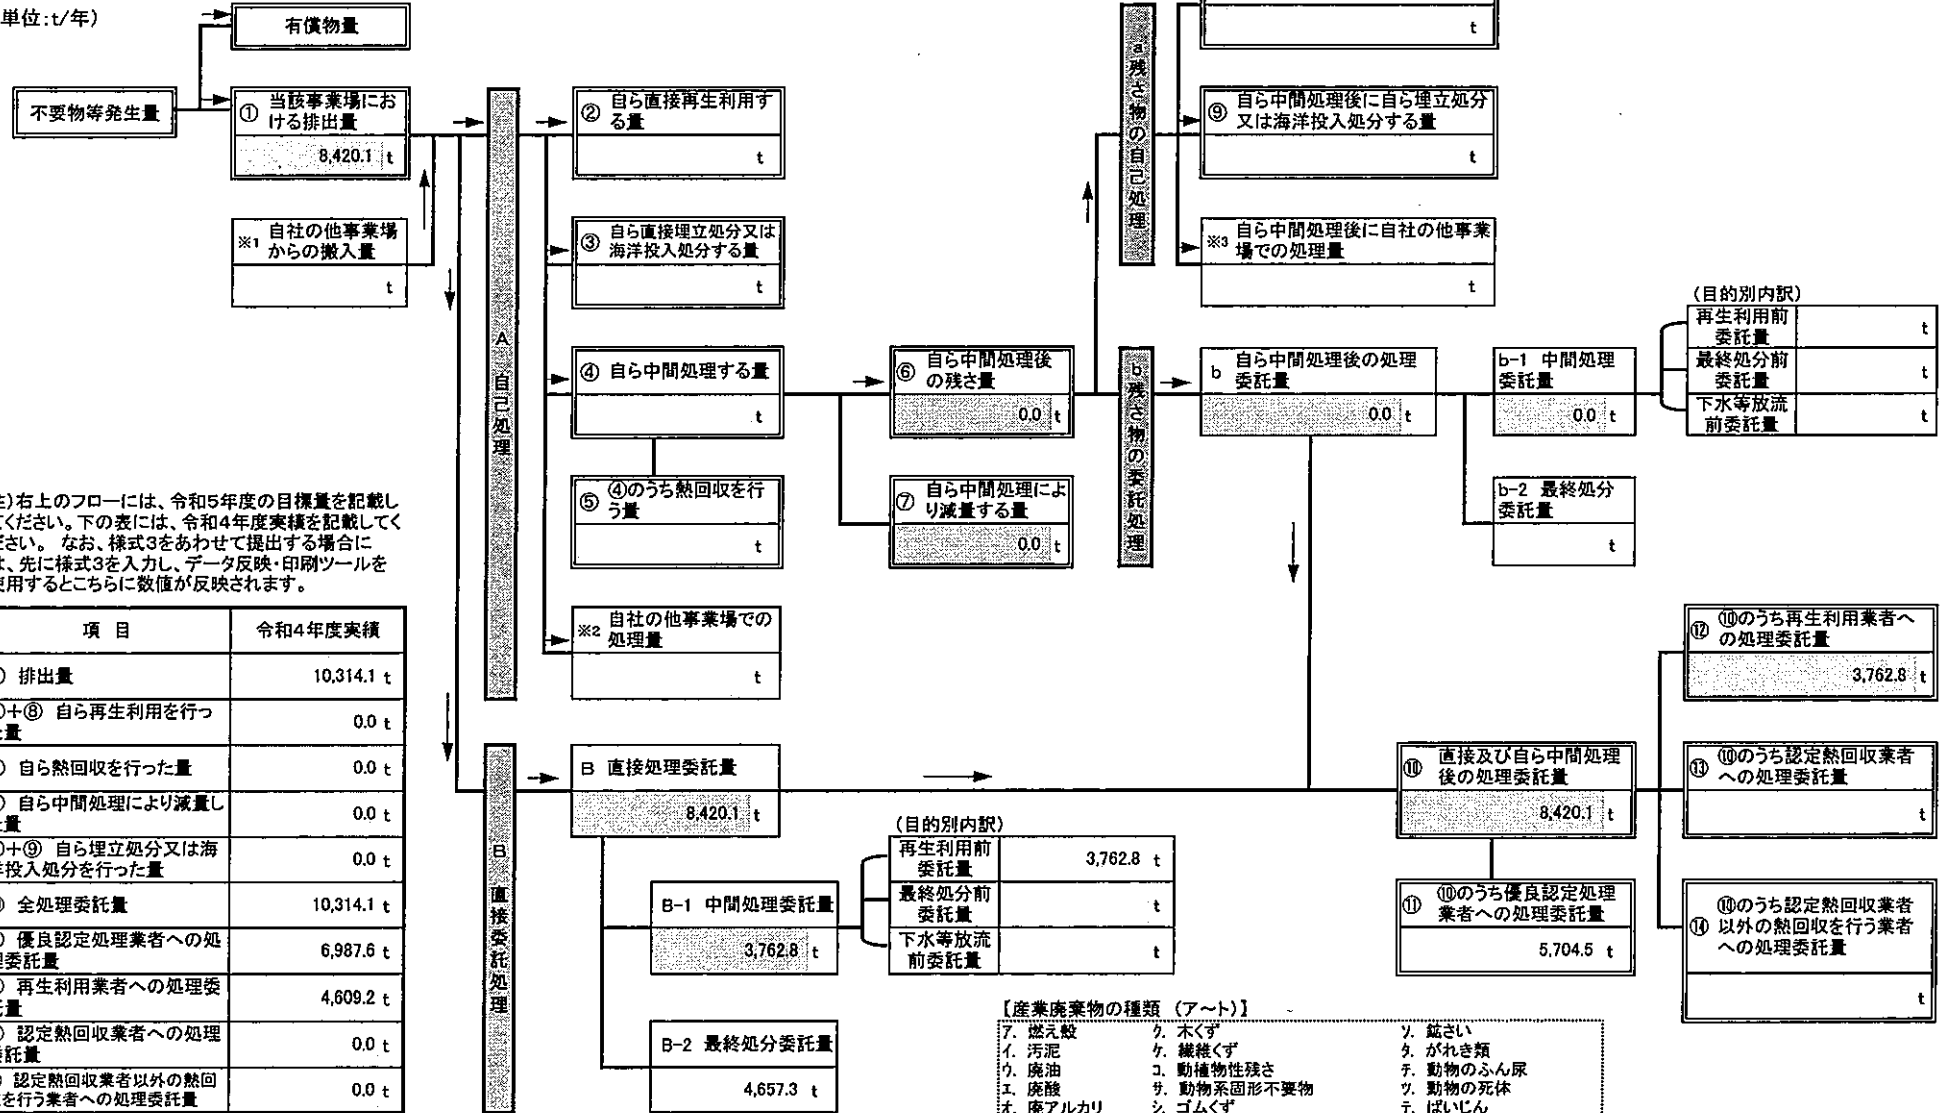 単位:t/年)
有償物量
不要物等発生量
① 当該事業場にお
ける排出量
8,420.1 t
※1 自社の他事業場
からの搬入量
t
A 自己処理
② 自ら直接再生利用す
る量
t
③ 自ら直接埋立処分又は
海洋投入処分する量
t
④ 自ら中間処理する量
t
⑤ ④のうち熱回収を行
う量
t
※2 自社の他事業場での
処理量
t
⑥ 自ら中間処理後
の残さ量
0.0 t
⑦ 自ら中間処理によ
り減量する量
0.0 t
a 残さ物の自己処理
t
⑨ 自ら中間処理後に自ら埋立処分
又は海洋投入処分する量
t
※3 自ら中間処理後に自社の他事業
場での処理量
t
b 残さ物の委託処理
b 自ら中間処理後の処理
委託量
0.0 t
b-1 中間処理
委託量
0.0 t
b-2 最終処分
委託量
t
(目的別内訳)
再生利用前
委託量
t
最終処分前
委託量
t
下水等放流
前委託量
t
)右上のフローには、令和5年度の目標量を記載し
ください。下の表には、令和4年度実績を記載してく
さい。 なお、様式3をあわせて提出する場合に
、先に様式3を入力し、データ反映・印刷ツールを
用するとこちらに数値が反映されます。
項 目 令和4年度実績
) 排出量 10,314.1 t
)+⑧ 自ら再生利用を行っ
量
0.0 t
) 自ら熱回収を行った量 0.0 t
) 自ら中間処理により減量し
量
0.0 t
)+⑨ 自ら埋立処分又は海
投入処分を行った量
0.0 t
) 全処理委託量 10,314.1 t
) 優良認定処理業者への処
委託量
6,987.6 t
) 再生利用業者への処理委
量
4,609.2 t
) 認定熱回収業者への処理
託量
0.0 t
) 認定熱回収業者以外の熱回
を行う業者への処理委託量
0.0 t
B 直接委託処理
B 直接処理委託量
8,420.1 t
B-1 中間処理委託量
3,762.8 t
B-2 最終処分委託量
4,657.3 t
(目的別内訳)
再生利用前
委託量
3,762.8 t
最終処分前
委託量
t
下水等放流
前委託量
t
⑩ 直接及び自ら中間処理
後の処理委託量
8,420.1 t
⑪ ⑩のうち優良認定処理
業者への処理委託量
5,704.5 t
⑫ ⑩のうち再生利用業者へ
の処理委託量
3,762.8 t
⑬ ⑩のうち認定熱回収業者
への処理委託量
t
⑭ ⑩のうち認定熱回収業者
以外の熱回収を行う業者
への処理委託量
t
【産業廃棄物の種類 (ア~ト)】
ア. 燃え殻 ク. 木くず ソ. 鉱さい
イ. 汚泥 ケ. 繊維くず タ. がれき類
ウ. 廃油 コ. 動植物性残さ チ. 動物のふん尿
エ. 廃酸 サ. 動物系固形不要物 ツ. 動物の死体
オ. 廃アルカリ シ. ゴムくず テ. ばいじん